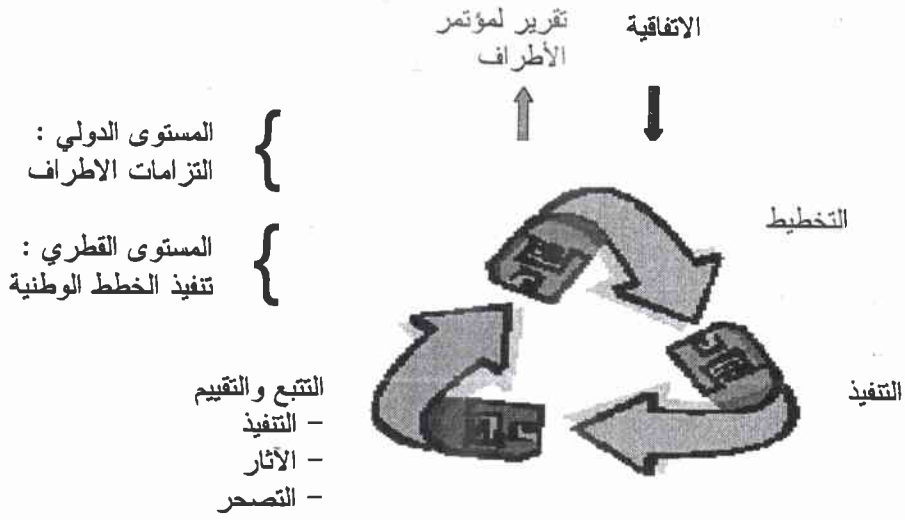 الاتفاقية
تقرير لمؤتمر
الأطراف
المستوى الدولي :
التزامات الاطراف
التخطيط
المستوى القطري :
تنفيذ الخطط الوطنية
التنفيذ
التتبع والتقييم
– التنفيذ
– الآثار
– التصحر